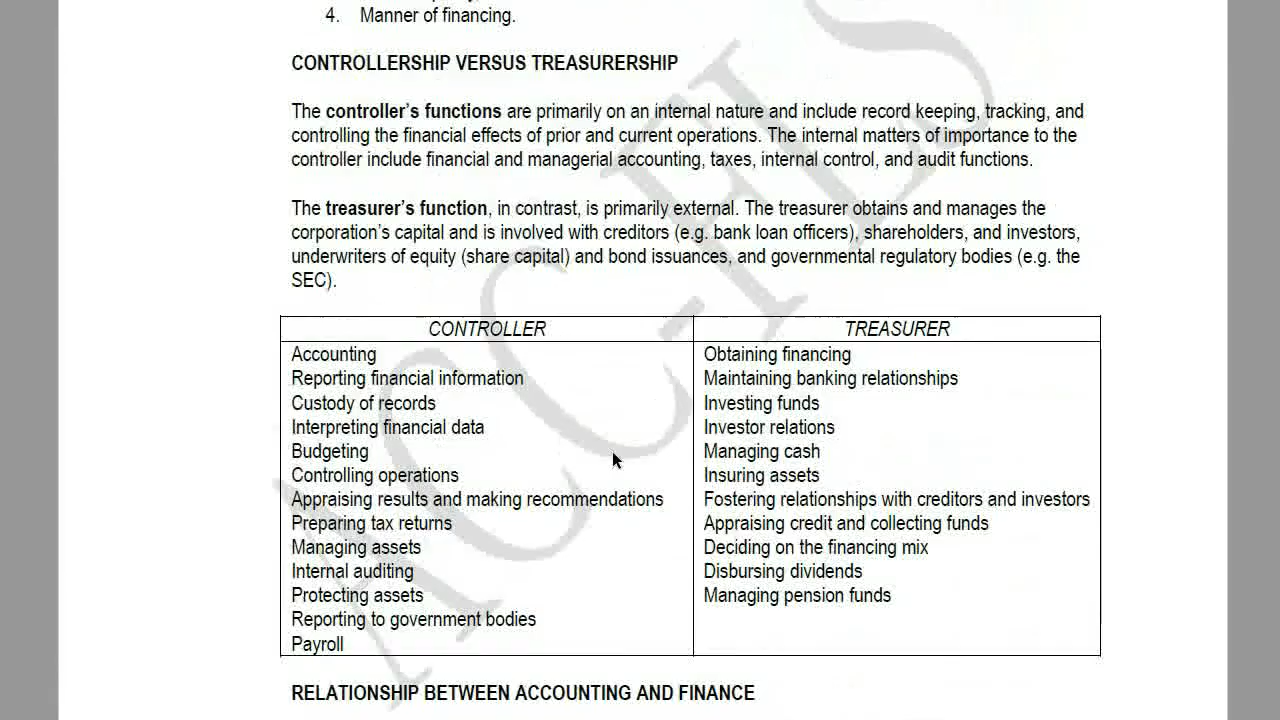 4. Manner of financing.
CONTROLLERSHIP VERSUS TREASURERSHIP
The controller's functions are primarily on an internal nature and include record keeping, tracking, and
controlling the financial effects of prior and current operations. The internal matters of importance to the
controller include financial and managerial accounting, taxes, internal control, and audit functions.
The treasurer's function, in contrast, is primarily external. The treasurer obtains and manages the
corporation's capital and is involved with creditors (e.g. bank loan officers), shareholders, and investors,
underwriters of equity (share capital) and bond issuances, and governmental regulatory bodies (e.g. the
SEC).
CONTROLLER
Accounting
Reporting financial information
Custody of records
Interpreting financial data
Budgeting
Controlling operations
Appraising results and making recommendations
Preparing tax returns
Managing assets
Internal auditing
Protecting assets
Reporting to government bodies
Payroll
TREASURER
Obtaining financing
Maintaining banking relationships
Investing funds
Investor relations
Managing cash
Insuring assets
Fostering relationships with creditors and investors
Appraising credit and collecting funds
Deciding on the financing mix
Disbursing dividends
Managing pension funds
RELATIONSHIP BETWEEN ACCOUNTING AND FINANCE